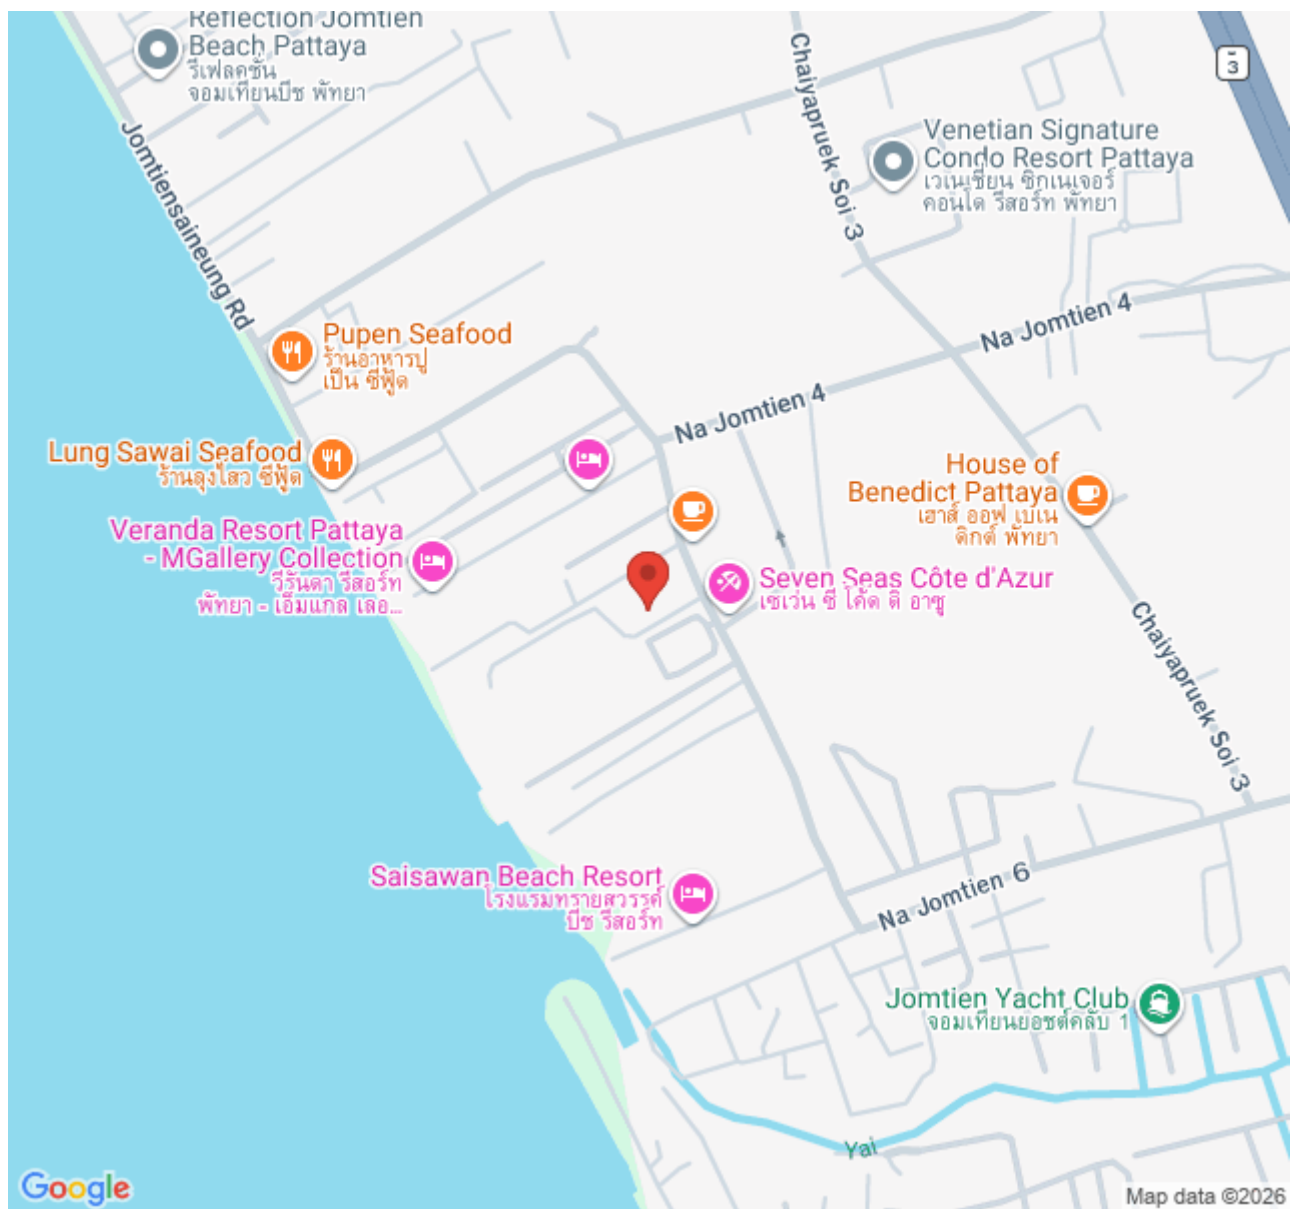 Reflection Jomtien
Beach Pattaya
รีเฟลคชั่น
จอมเทียนบีช พัทยา
Jomtiensaineung Rd
Chaiyapruek Soi 3
3
Venetian Signature
Condo Resort Pattaya
เวเนเชี่ยน ซิกเนเจอร์
คอนโด รีสอร์ท พัทยา
Na Jomtien 4
Pupen Seafood
ร้านอาหารปู
เป็น ซีฟู้ด
Na Jomtien 4
Lung Sawai Seafood
ร้านลุงไสว ซีฟู้ด
House of
Benedict Pattaya
เฮาส์ ออฟ เบเน
ดิกต์ พัทยา
Veranda Resort Pattaya
- MGallery Collection
วีรันดา รีสอร์ท
พัทยา - เอ็มแกล เลอ...
Seven Seas Côte d'Azur
เซเว่น ซี โค้ด ดิ อาซู
Chaiyapruek Soi 3
Saisawan Beach Resort
โรงแรมทรายสวรรค์
บีช รีสอร์ท
Na Jomtien 6
Jomtien Yacht Club
จอมเทียนยอชต์คลับ 1
Yai
Google
Map data ©2026